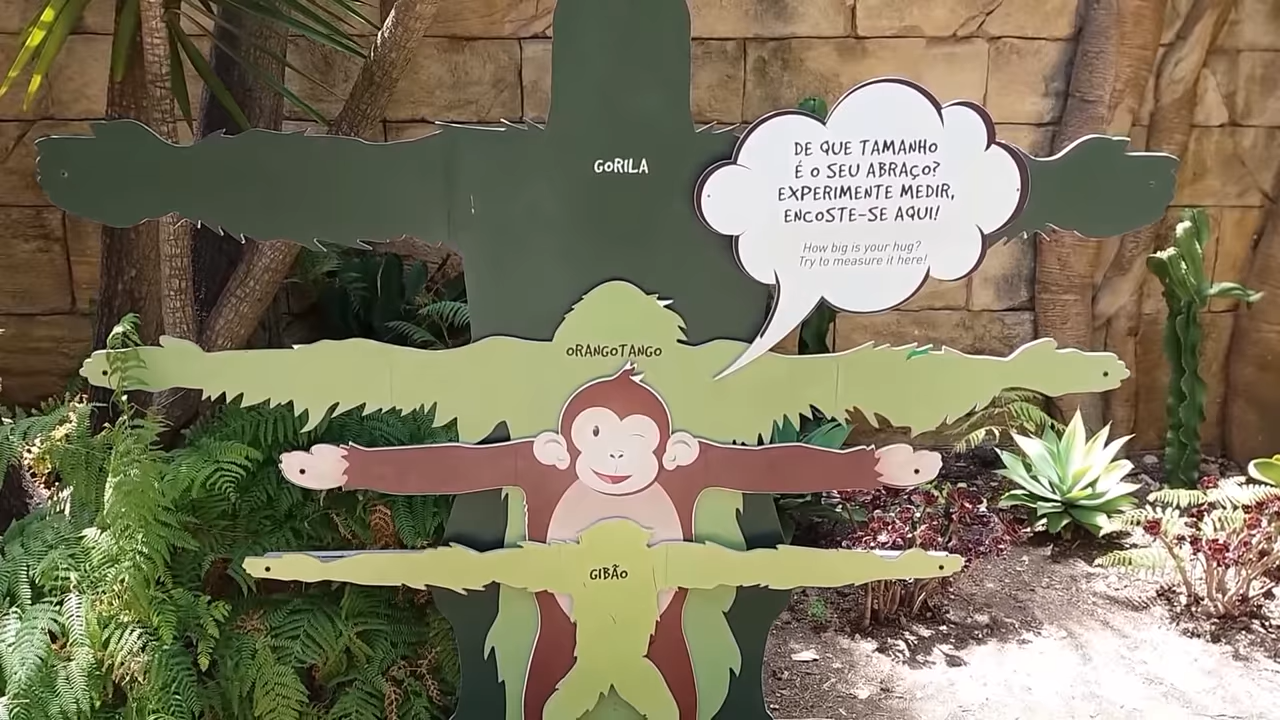 GORILA
DE QUE TAMANHO
É O SEU ABRAÇO?
EXPERIMENTE MEDIR,
ENCOSTE-SE AQUI!
How big is your hug?
Try to measure it here!
ORANGOTANGO
GIBÃO